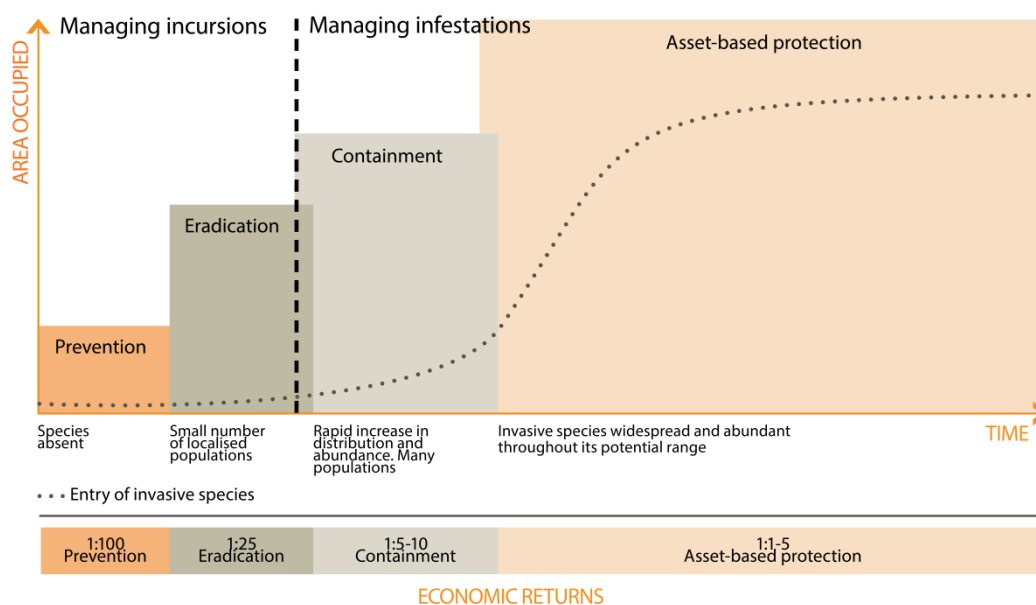 Managing incursions
Managing infestations
AREA OCCUPIED
Asset-based protection
Containment
Eradication
Prevention
Species
absent
Small number
of localised
populations
Rapid increase in
distribution and
abundance. Many
populations
Invasive species widespread and abundant
throughout its potential range
TIME
Entry of invasive species
1:100
Prevention
1:25
Eradication
1:5-10
Containment
1:1-5
Asset-based protection
ECONOMIC RETURNS